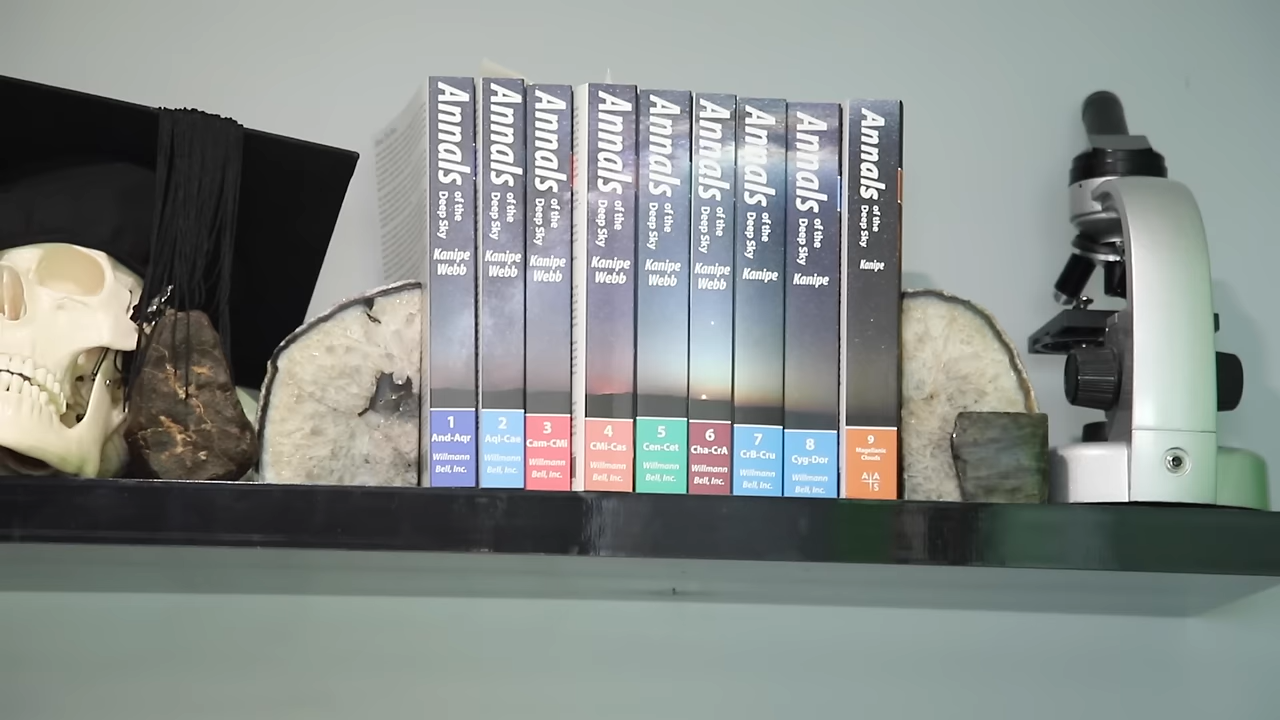 Annals of the Deep Sky
Kanipe
Webb
1
And-Aqr
Willmann
Bell, Inc.
Annals of the Deep Sky
Kanipe
Webb
2
Aql-Cae
Willmann
Bell, Inc.
Annals of the Deep Sky
Kanipe
Webb
3
Cam-CMi
Willmann
Bell, Inc.
Annals of the Deep Sky
Kanipe
Webb
4
CMi-Cas
Willmann
Bell, Inc.
Annals of the Deep Sky
Kanipe
Webb
5
Cen-Cet
Willmann
Bell, Inc.
Annals of the Deep Sky
Kanipe
Webb
6
Cha-CrA
Willmann
Bell, Inc.
Annals of the Deep Sky
Kanipe
7
CrB-Cru
Willmann
Bell, Inc.
Annals of the Deep Sky
Kanipe
8
Cyg-Dor
Willmann
Bell, Inc.
Annals of the Deep Sky
Kanipe
9
Magellanic
Clouds
AAS